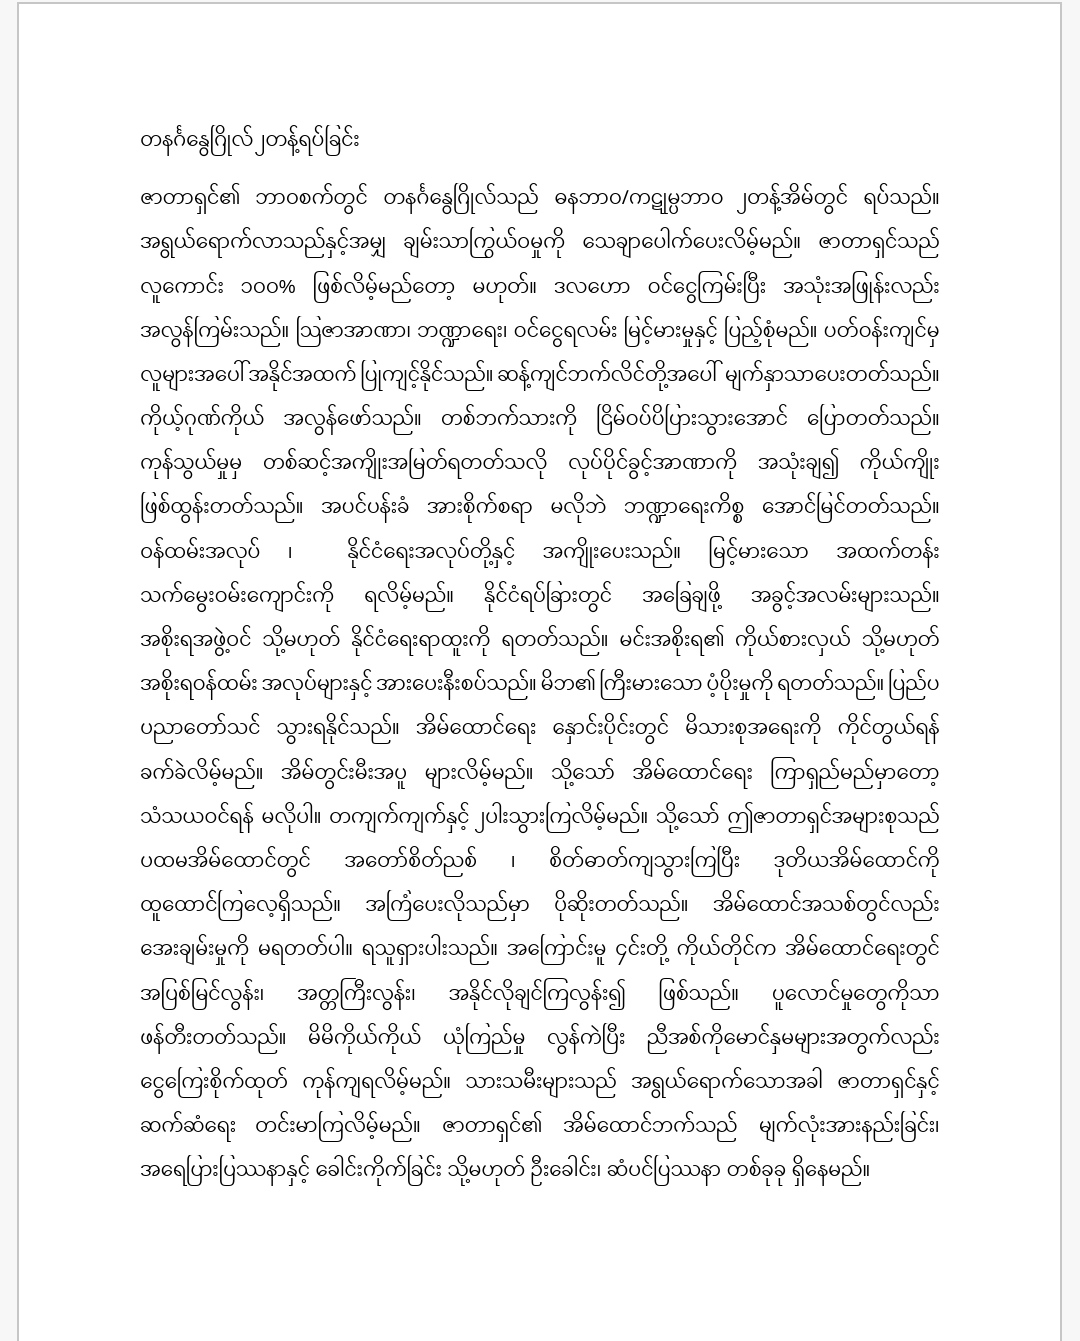 တနင်္ဂနွေဂြိုလ်၂တန့်ရပ်ခြင်း
ဇာတာရှင်၏ ဘာဝစက်တွင် တနင်္ဂနွေဂြိုလ်သည် ဓနဘာဝ/ကဋုမ္ပဘာဝ ၂တန့်အိမ်တွင် ရပ်သည်။
အရွယ်ရောက်လာသည်နှင့်အမျှ ချမ်းသာကြွယ်ဝမှုကို သေချာပေါက်ပေးလိမ့်မည်။ ဇာတာရှင်သည်
လူကောင်း ၁၀၀% ဖြစ်လိမ့်မည်တော့ မဟုတ်။ ဒလဟော ဝင်ငွေကြမ်းပြီး အသုံးအဖြုန်းလည်း
အလွန်ကြမ်းသည်။ ဩဇာအာဏာ၊ ဘဏ္ဍာရေး၊ ဝင်ငွေရလမ်း မြင့်မားမှုနှင့် ပြည့်စုံမည်။ ပတ်ဝန်းကျင်မှ
လူများအပေါ် အနိုင်အထက် ပြုကျင့်နိုင်သည်။ ဆန့်ကျင်ဘက်လိင်တို့အပေါ် မျက်နှာသာပေးတတ်သည်။
ကိုယ့်ဂုဏ်ကိုယ် အလွန်ဖော်သည်။ တစ်ဘက်သားကို ငြိမ်ဝပ်ပိပြားသွားအောင် ပြောတတ်သည်။
ကုန်သွယ်မှုမှ တစ်ဆင့်အကျိုးအမြတ်ရတတ်သလို လုပ်ပိုင်ခွင့်အာဏာကို အသုံးချ၍ ကိုယ်ကျိုး
ဖြစ်ထွန်းတတ်သည်။ အပင်ပန်းခံ အားစိုက်စရာ မလိုဘဲ ဘဏ္ဍာရေးကိစ္စ အောင်မြင်တတ်သည်။
ဝန်ထမ်းအလုပ် ၊ နိုင်ငံရေးအလုပ်တို့နှင့် အကျိုးပေးသည်။ မြင့်မားသော အထက်တန်း
သက်မွေးဝမ်းကျောင်းကို ရလိမ့်မည်။ နိုင်ငံရပ်ခြားတွင် အခြေချဖို့ အခွင့်အလမ်းများသည်။
အစိုးရအဖွဲ့ဝင် သို့မဟုတ် နိုင်ငံရေးရာထူးကို ရတတ်သည်။ မင်းအစိုးရ၏ ကိုယ်စားလှယ် သို့မဟုတ်
အစိုးရဝန်ထမ်း အလုပ်များနှင့် အားပေးနီးစပ်သည်။ မိဘ၏ ကြီးမားသော ပံ့ပိုးမှုကို ရတတ်သည်။ ပြည်ပ
ပညာတော်သင် သွားရနိုင်သည်။ အိမ်ထောင်ရေး နှောင်းပိုင်းတွင် မိသားစုအရေးကို ကိုင်တွယ်ရန်
ခက်ခဲလိမ့်မည်။ အိမ်တွင်းမီးအပူ များလိမ့်မည်။ သို့သော် အိမ်ထောင်ရေး ကြာရှည်မည်မှာတော့
သံသယဝင်ရန် မလိုပါ။ တကျက်ကျက်နှင့် ၂ပါးသွားကြလိမ့်မည်။ သို့သော် ဤဇာတာရှင်အများစုသည်
ပထမအိမ်ထောင်တွင် အတော်စိတ်ညစ် ၊ စိတ်ဓာတ်ကျသွားကြပြီး ဒုတိယအိမ်ထောင်ကို
ထူထောင်ကြလေ့ရှိသည်။ အကြံပေးလိုသည်မှာ ပိုဆိုးတတ်သည်။ အိမ်ထောင်အသစ်တွင်လည်း
အေးချမ်းမှုကို မရတတ်ပါ။ ရသူရှားပါးသည်။ အကြောင်းမူ ၎င်းတို့ ကိုယ်တိုင်က အိမ်ထောင်ရေးတွင်
အပြစ်မြင်လွန်း၊ အတ္တကြီးလွန်း၊ အနိုင်လိုချင်ကြလွန်း၍ ဖြစ်သည်။ ပူလောင်မှုတွေကိုသာ
ဖန်တီးတတ်သည်။ မိမိကိုယ်ကိုယ် ယုံကြည်မှု လွန်ကဲပြီး ညီအစ်ကိုမောင်နှမများအတွက်လည်း
ငွေကြေးစိုက်ထုတ် ကုန်ကျရလိမ့်မည်။ သားသမီးများသည် အရွယ်ရောက်သောအခါ ဇာတာရှင်နှင့်
ဆက်ဆံရေး တင်းမာကြလိမ့်မည်။ ဇာတာရှင်၏ အိမ်ထောင်ဘက်သည် မျက်လုံးအားနည်းခြင်း၊
အရေပြားပြဿနာနှင့် ခေါင်းကိုက်ခြင်း သို့မဟုတ် ဦးခေါင်း၊ ဆံပင်ပြဿနာ တစ်ခုခု ရှိနေမည်။